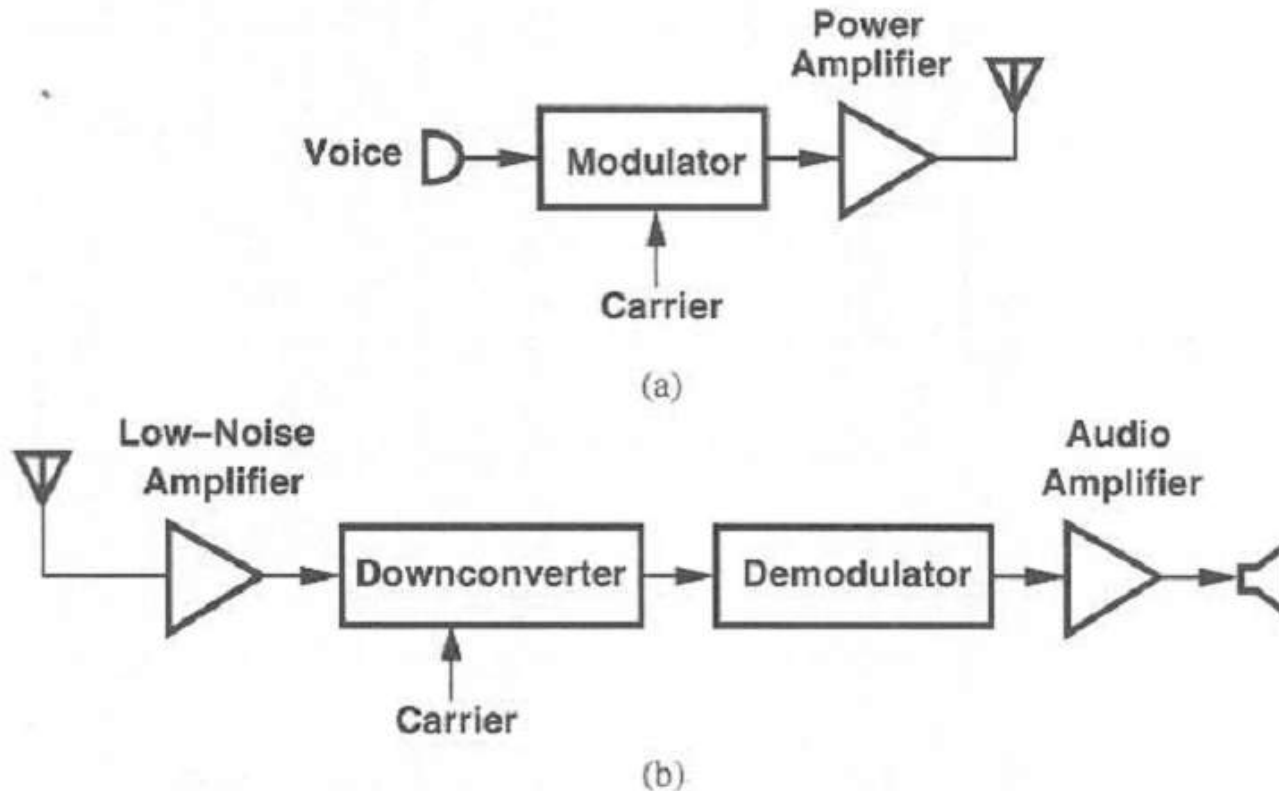 Power
Amplifier
Voice
Modulator
Carrier
(a)
Low-Noise
Amplifier
Audio
Amplifier
Downconverter
Demodulator
Carrier
(b)